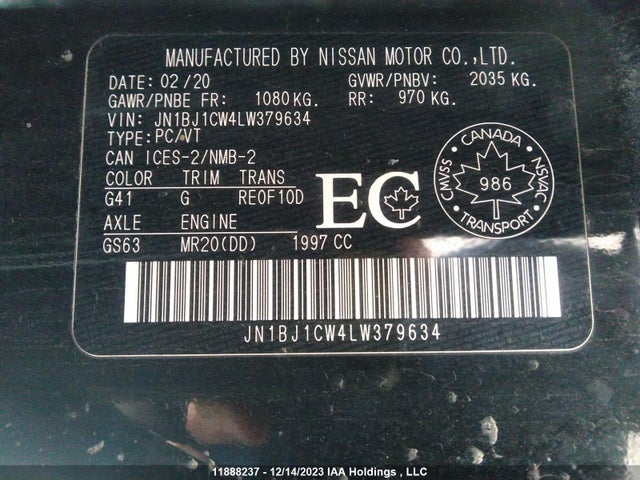 MANUFACTURED BY NISSAN MOTOR CO.,LTD.
DATE: 02/20 GVWR/PNBV: 2035 KG.
GAWR/PNBE FR: 1080 KG. RR: 970 KG.
VIN: JN1BJ1CW4LW379634
TYPE: PC/VT
CAN ICES-2/NMB-2
COLOR TRIM TRANS
G41 G RE0F10D
AXLE ENGINE
GS63 MR20(DD) 1997 CC
EC
CANADA
CMVSS
NSVAC
986
TRANSPORT
JN1BJ1CW4LW379634
11888237 - 12/14/2023 IAA Holdings , LLC